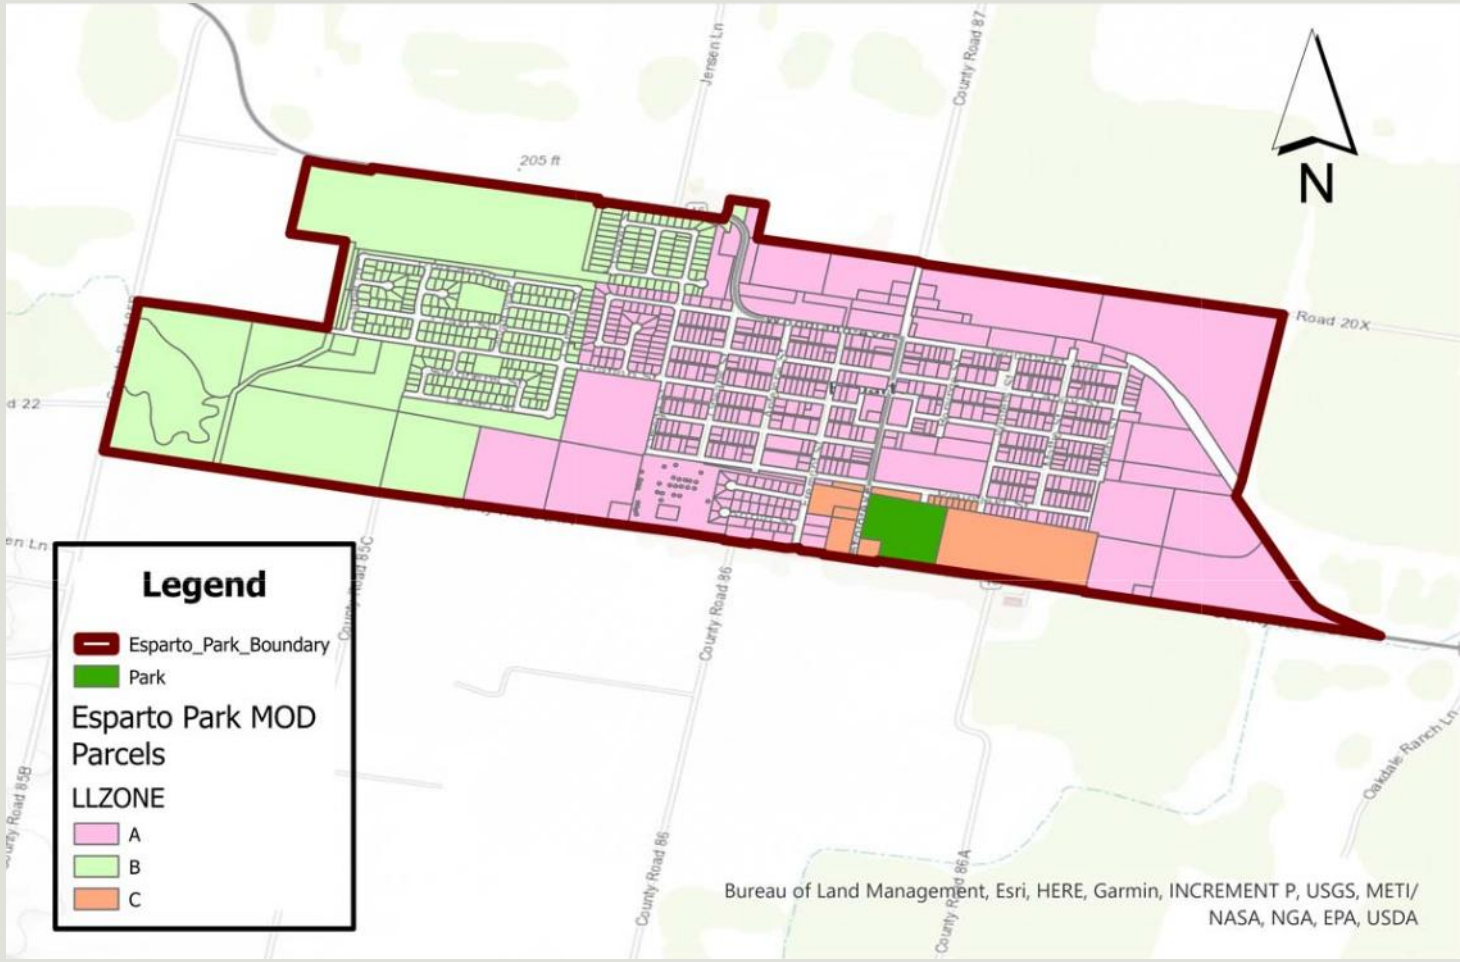 Jensen Ln
County Road 87
205 ft
N
Road 20X
d 22
en Ln
County Road 85C
County Road 86
Legend
Esparto_Park_Boundary
Park
Esparto Park MOD
Parcels
LLZONE
A
B
C
County Road 85B
County Road 86
County Road 86A
Oakdale Ranch Ln
Bureau of Land Management, Esri, HERE, Garmin, INCREMENT P, USGS, METI/
NASA, NGA, EPA, USDA